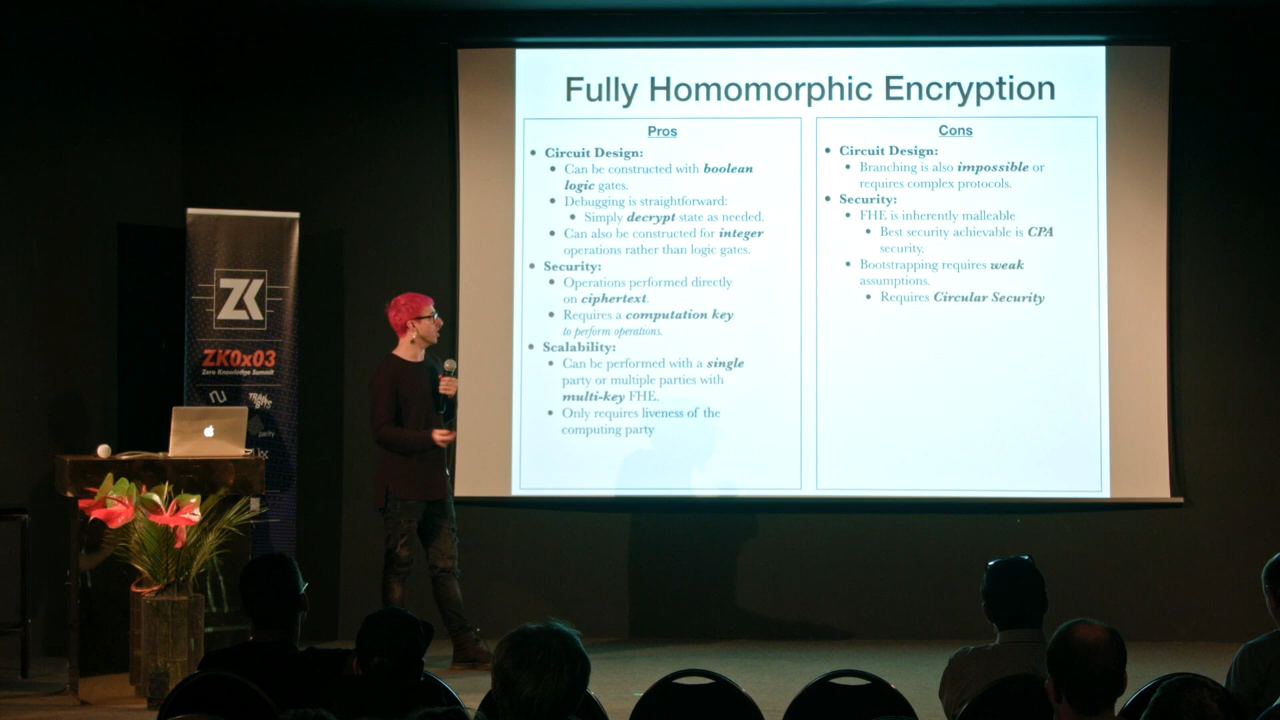 Fully Homomorphic Encryption
Pros
• Circuit Design:
• Can be constructed with boolean
logic gates.
• Debugging is straightforward:
• Simply decrypt state as needed.
• Can also be constructed for integer
operations rather than logic gates.
• Security:
• Operations performed directly
on ciphertext.
• Requires a computation key
to perform operations.
• Scalability:
• Can be performed with a single
party or multiple parties with
multi-key FHE.
• Only requires liveness of the
computing party
Cons
• Circuit Design:
• Branching is also impossible or
requires complex protocols.
• Security:
• FHE is inherently malleable
• Best security achievable is CPA
security.
• Bootstrapping requires weak
assumptions.
• Requires Circular Security
ZK
ZK0x03
Zero Knowledge Summit
parity